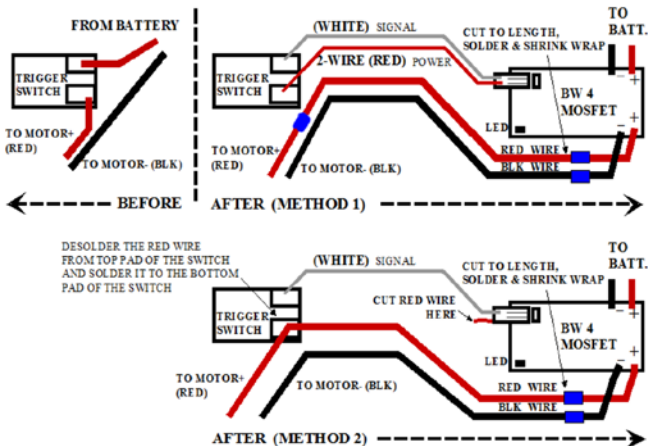 FROM BATTERY
TRIGGER
SWITCH
TO MOTOR+
(RED)
TO MOTOR- (BLK)
BEFORE
(WHITE) SIGNAL
2-WIRE (RED) POWER
TRIGGER
SWITCH
CUT TO LENGTH,
SOLDER & SHRINK WRAP
TO
BATT.
- +
BW 4
MOSFET
LED
- +
TO MOTOR+
(RED)
TO MOTOR- (BLK)
RED WIRE
BLK WIRE
AFTER (METHOD 1)
DESOLDER THE RED WIRE
FROM TOP PAD OF THE SWITCH
AND SOLDER IT TO THE BOTTOM
PAD OF THE SWITCH
(WHITE) SIGNAL
TRIGGER
SWITCH
CUT RED WIRE
HERE
CUT TO LENGTH,
SOLDER & SHRINK WRAP
TO
BATT.
- +
BW 4
MOSFET
LED
- +
TO MOTOR+
(RED)
TO MOTOR- (BLK)
RED WIRE
BLK WIRE
AFTER (METHOD 2)